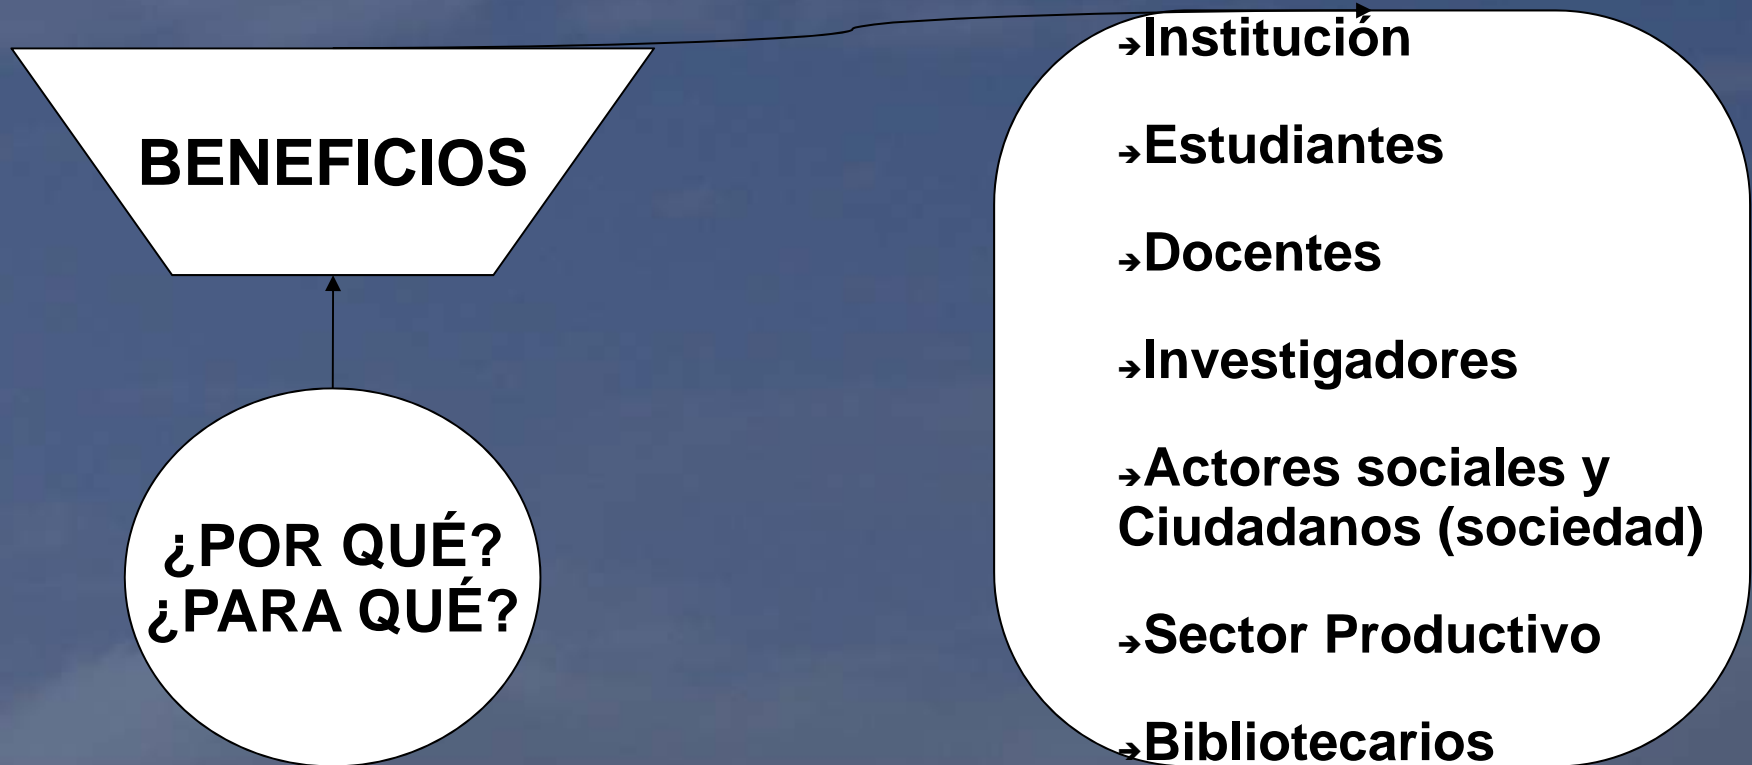 BENEFICIOS
¿POR QUÉ?
¿PARA QUÉ?
➔Institución
➔Estudiantes
➔Docentes
➔Investigadores
➔Actores sociales y
Ciudadanos (sociedad)
➔Sector Productivo
➔Bibliotecarios